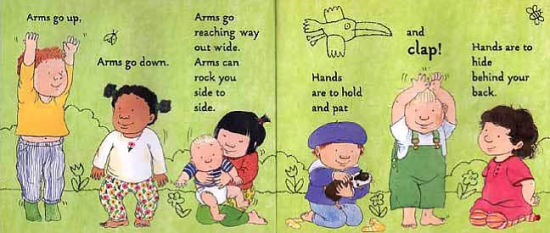 Arms go up,
Arms go down.
Arms go
reaching way
out wide.
Arms can
rock you
side to
side.
Hands
are to hold
and pat
and
clap!
Hands are to
hide
behind your
back.